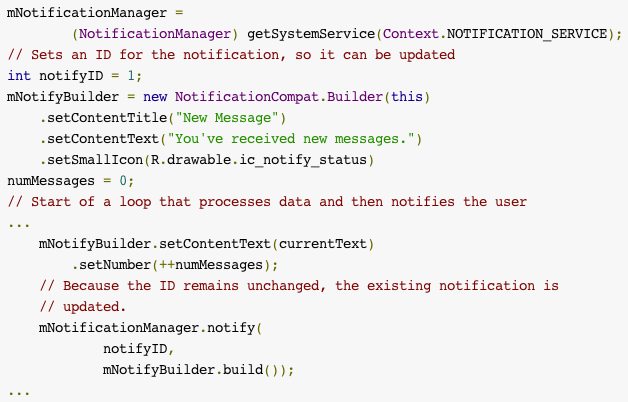 mNotificationManager =
        (NotificationManager) getSystemService(Context.NOTIFICATION_SERVICE);
// Sets an ID for the notification, so it can be updated
int notifyID = 1;
mNotifyBuilder = new NotificationCompat.Builder(this)
    .setContentTitle("New Message")
    .setContentText("You've received new messages.")
    .setSmallIcon(R.drawable.ic_notify_status)
numMessages = 0;
// Start of a loop that processes data and then notifies the user
...
    mNotifyBuilder.setContentText(currentText)
        .setNumber(++numMessages);
    // Because the ID remains unchanged, the existing notification is
    // updated.
    mNotificationManager.notify(
            notifyID,
            mNotifyBuilder.build());
...